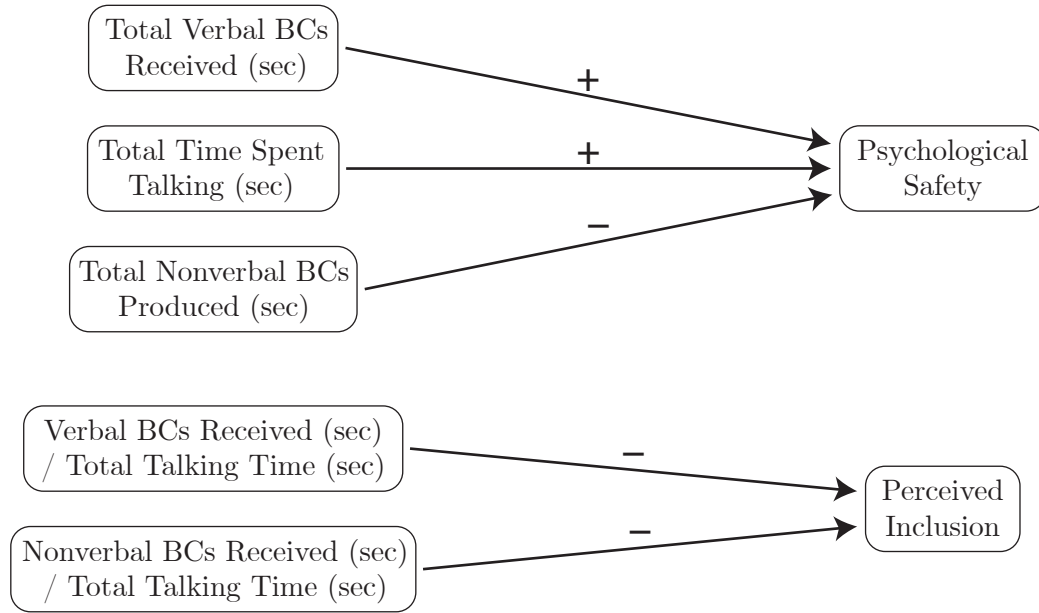 Total Verbal BCs
Received (sec)
+
Total Time Spent
Talking (sec)
+
Psychological
Safety
−
Total Nonverbal BCs
Produced (sec)
Verbal BCs Received (sec)
/ Total Talking Time (sec)
−
Perceived
Inclusion
−
Nonverbal BCs Received (sec)
/ Total Talking Time (sec)